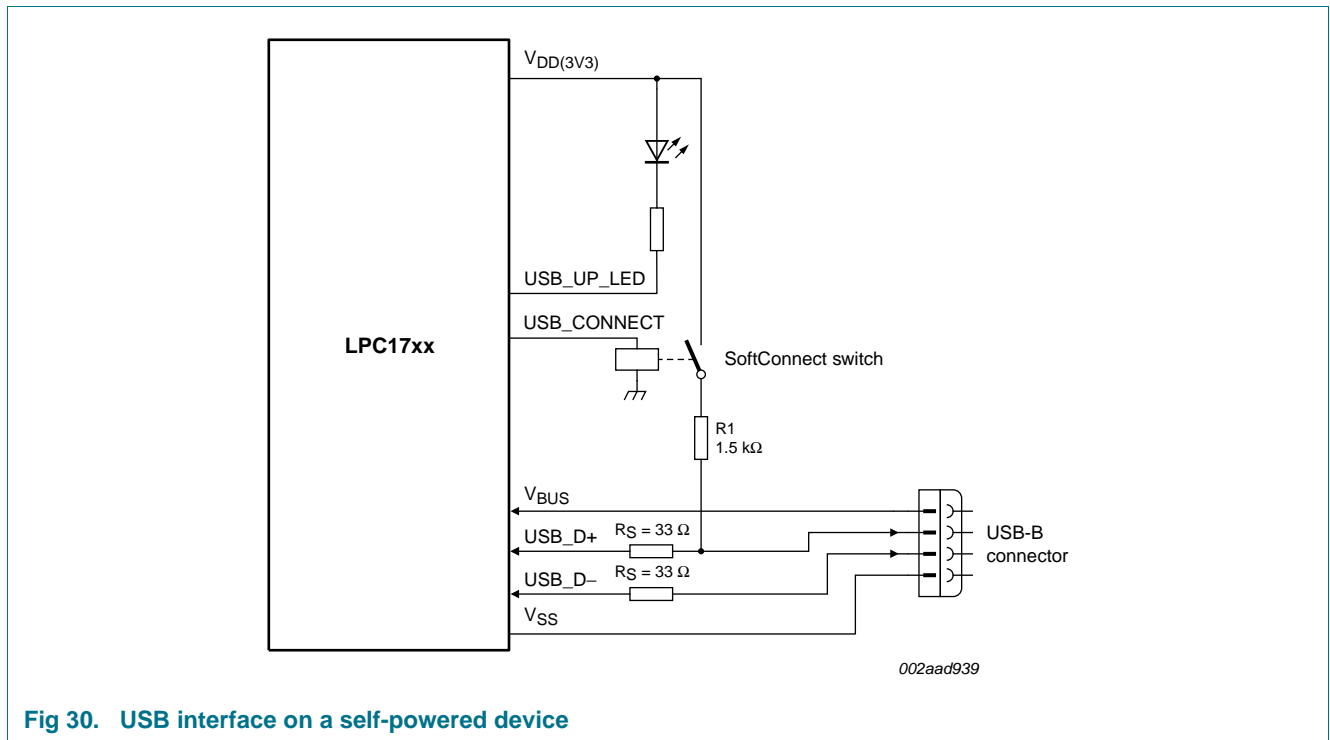 VDD(3V3)
USB_UP_LED
USB_CONNECT
LPC17xx
SoftConnect switch
R1
1.5 kΩ
VBUS
USB_D+
RS = 33 Ω
USB_D−
RS = 33 Ω
VSS
USB-B
connector
002aad939
Fig 30. USB interface on a self-powered device